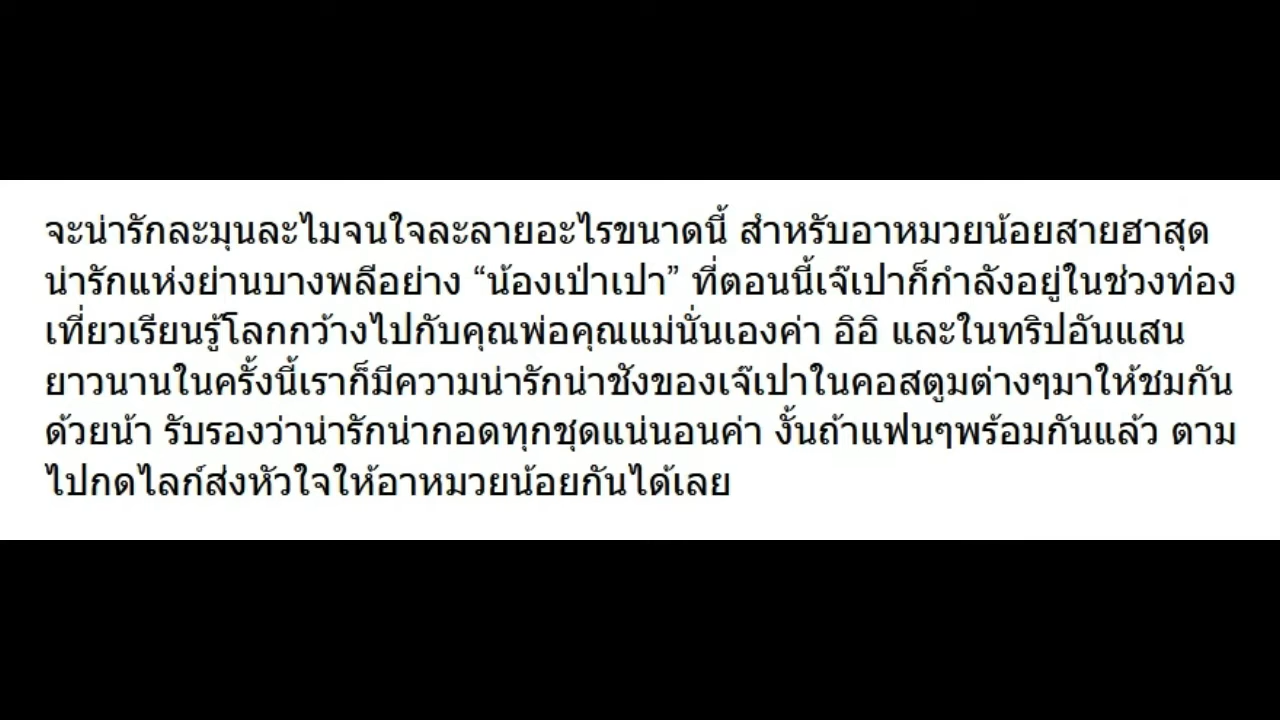 จะน่ารักละมุนละไมจนใจละลายอะไรขนาดนี้ สำหรับอาหมวยน้อยสายฮาสุด
น่ารักแห่งย่านบางพลีอย่าง “น้องเป่าเปา” ที่ตอนนี้เจ๊เปาก็กำลังอยู่ในช่วงท่อง
เที่ยวเรียนรู้โลกกว้างไปกับคุณพ่อคุณแม่นั่นเองค่า อิอิ และในทริปอันแสน
ยาวนานในครั้งนี้เราก็มีความน่ารักน่าชังของเจ๊เปาในคอสตูมต่างๆมาให้ชมกัน
ด้วยน้า รับรองว่าน่ารักน่ากอดทุกชุดแน่นอนค่า งั้นถ้าแฟนๆพร้อมกันแล้ว ตาม
ไปกดไลก์ส่งหัวใจให้อาหมวยน้อยกันได้เลย